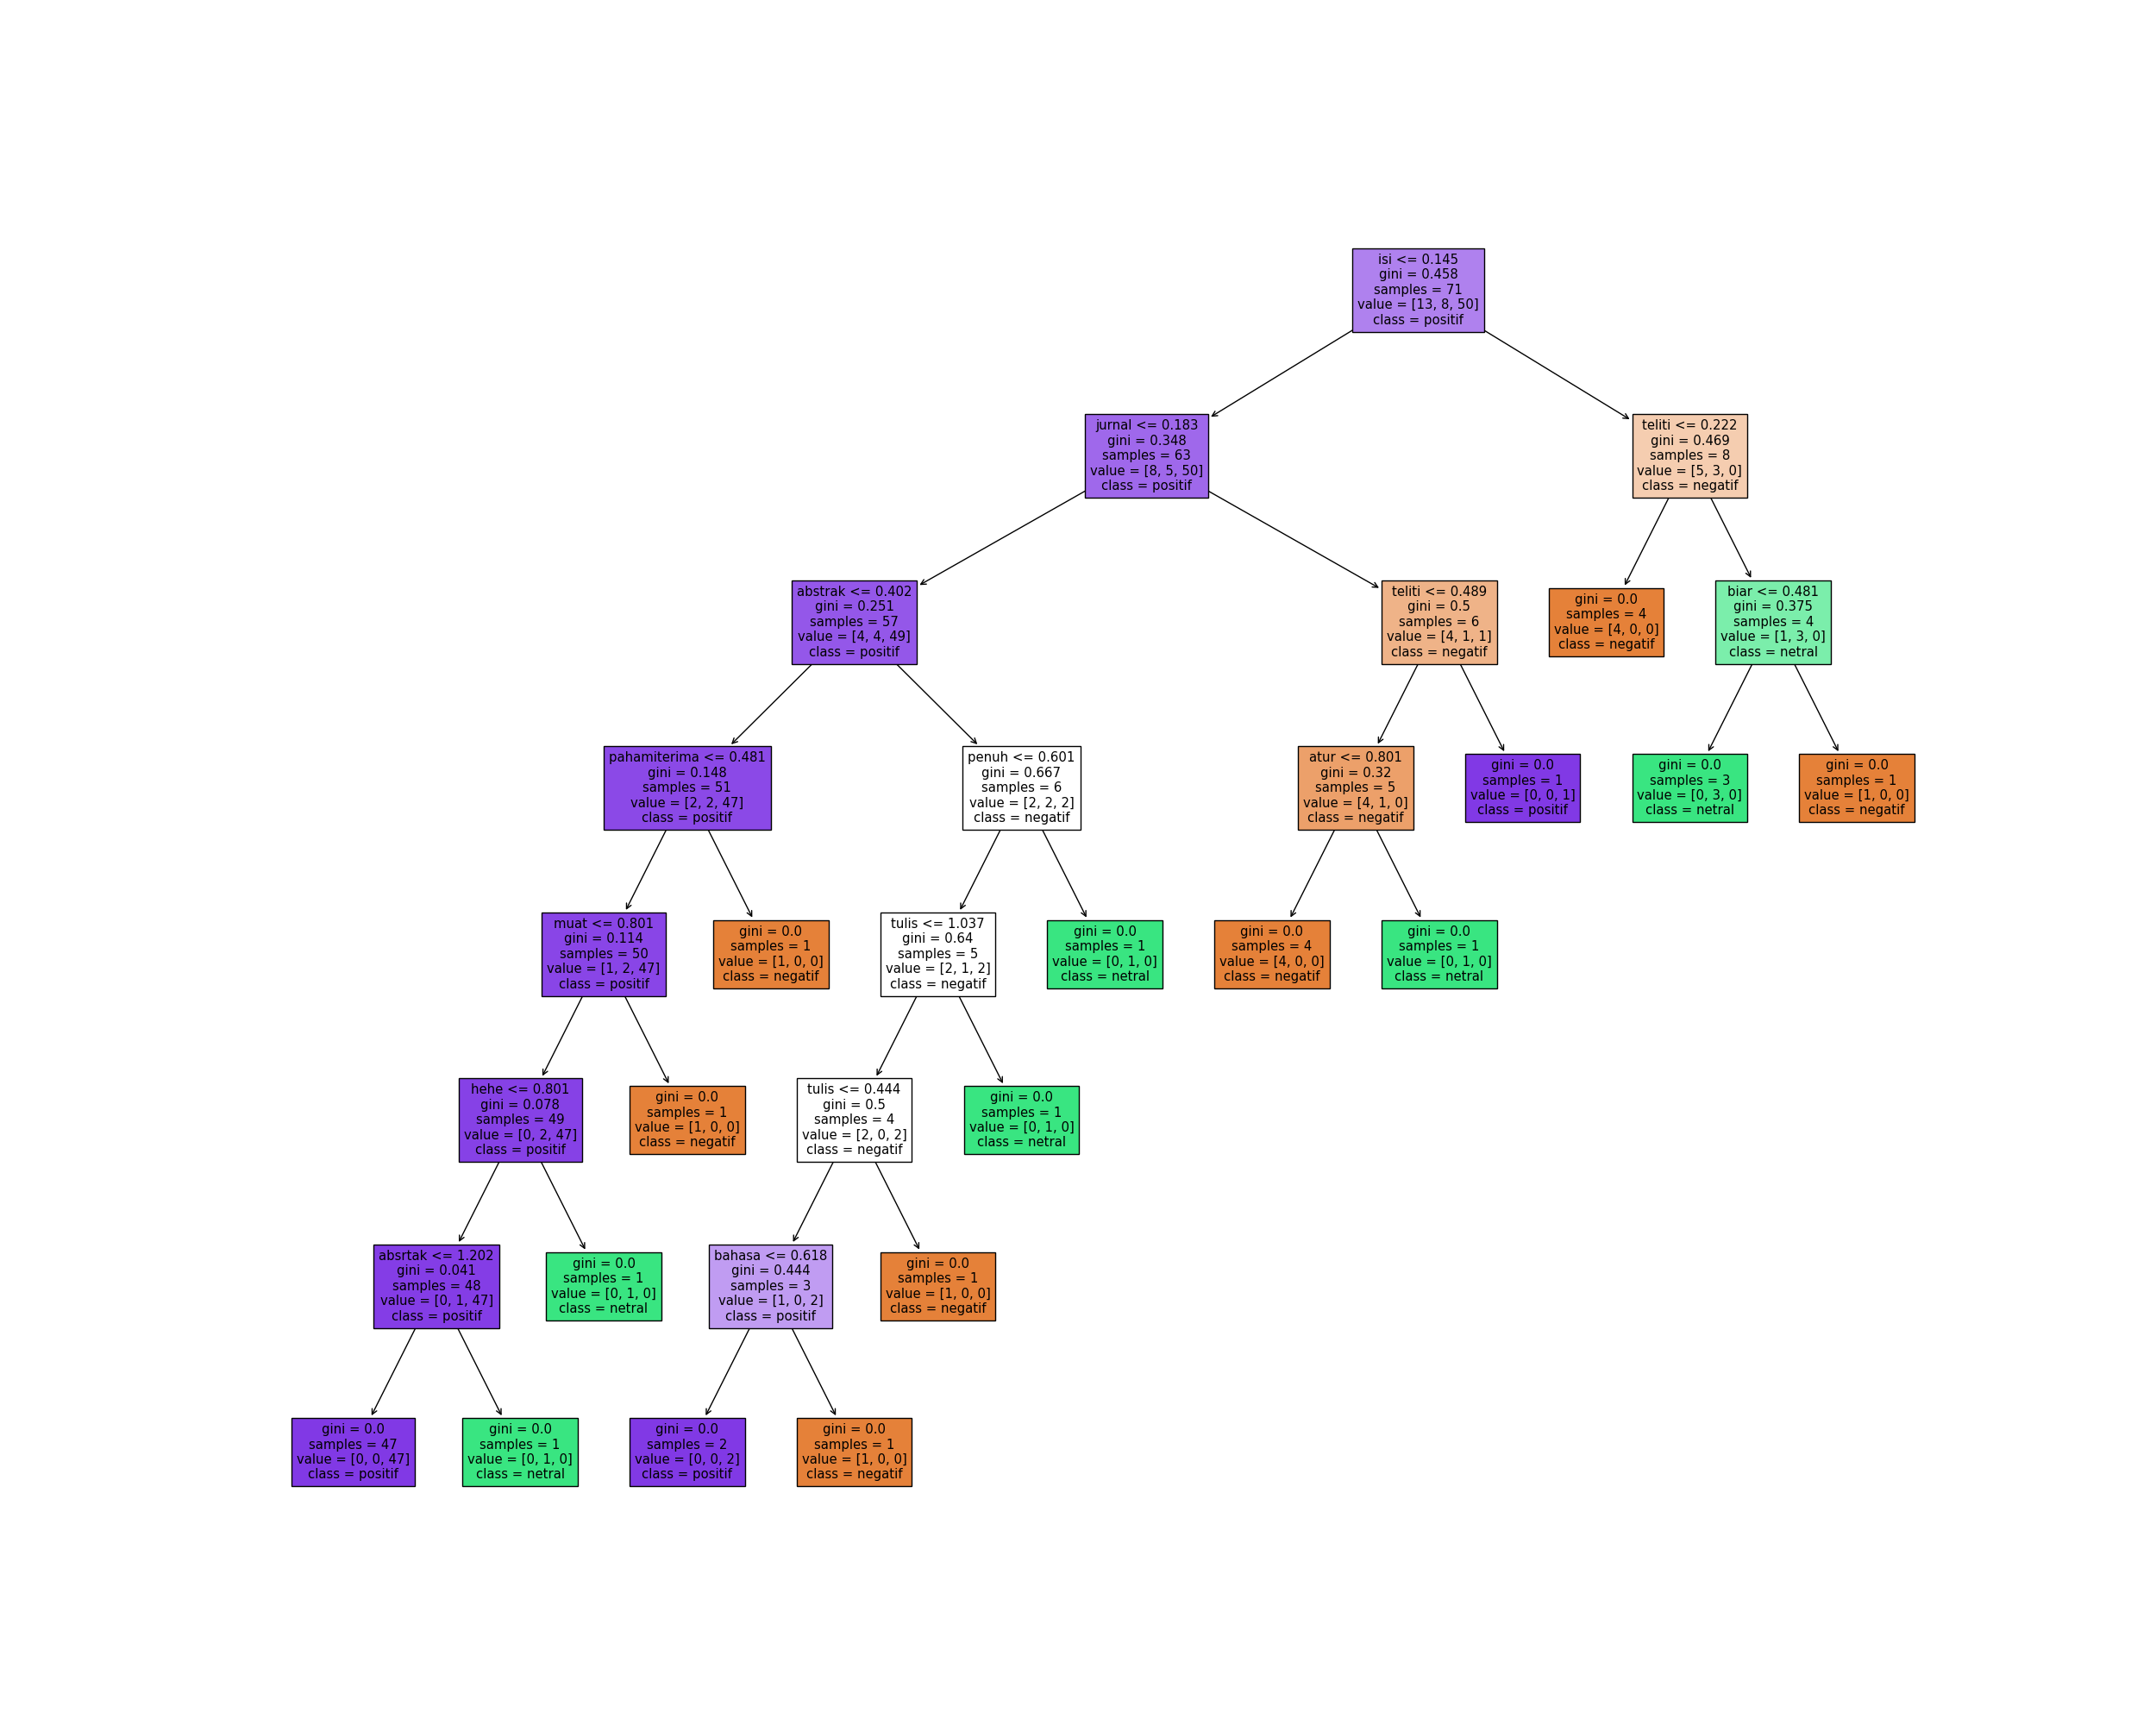 isi <= 0.145
gini = 0.458
samples = 71
value = [13, 8, 50]
class = positif
jurnal <= 0.183
gini = 0.348
samples = 63
value = [8, 5, 50]
class = positif
teliti <= 0.222
gini = 0.469
samples = 8
value = [5, 3, 0]
class = negatif
abstrak <= 0.402
gini = 0.251
samples = 57
value = [4, 4, 49]
class = positif
teliti <= 0.489
gini = 0.5
samples = 6
value = [4, 1, 1]
class = negatif
gini = 0.0
samples = 4
value = [4, 0, 0]
class = negatif
biar <= 0.481
gini = 0.375
samples = 4
value = [1, 3, 0]
class = netral
pahamiterima <= 0.481
gini = 0.148
samples = 51
value = [2, 2, 47]
class = positif
penuh <= 0.601
gini = 0.667
samples = 6
value = [2, 2, 2]
class = negatif
atur <= 0.801
gini = 0.32
samples = 5
value = [4, 1, 0]
class = negatif
gini = 0.0
samples = 1
value = [0, 0, 1]
class = positif
gini = 0.0
samples = 3
value = [0, 3, 0]
class = netral
gini = 0.0
samples = 1
value = [1, 0, 0]
class = negatif
muat <= 0.801
gini = 0.114
samples = 50
value = [1, 2, 47]
class = positif
gini = 0.0
samples = 1
value = [1, 0, 0]
class = negatif
tulis <= 1.037
gini = 0.64
samples = 5
value = [2, 1, 2]
class = negatif
gini = 0.0
samples = 1
value = [0, 1, 0]
class = netral
gini = 0.0
samples = 4
value = [4, 0, 0]
class = negatif
gini = 0.0
samples = 1
value = [0, 1, 0]
class = netral
hehe <= 0.801
gini = 0.078
samples = 49
value = [0, 2, 47]
class = positif
gini = 0.0
samples = 1
value = [1, 0, 0]
class = negatif
tulis <= 0.444
gini = 0.5
samples = 4
value = [2, 0, 2]
class = negatif
gini = 0.0
samples = 1
value = [0, 1, 0]
class = netral
absrtak <= 1.202
gini = 0.041
samples = 48
value = [0, 1, 47]
class = positif
gini = 0.0
samples = 1
value = [0, 1, 0]
class = netral
bahasa <= 0.618
gini = 0.444
samples = 3
value = [1, 0, 2]
class = positif
gini = 0.0
samples = 1
value = [1, 0, 0]
class = negatif
gini = 0.0
samples = 47
value = [0, 0, 47]
class = positif
gini = 0.0
samples = 1
value = [0, 1, 0]
class = netral
gini = 0.0
samples = 2
value = [0, 0, 2]
class = positif
gini = 0.0
samples = 1
value = [1, 0, 0]
class = negatif